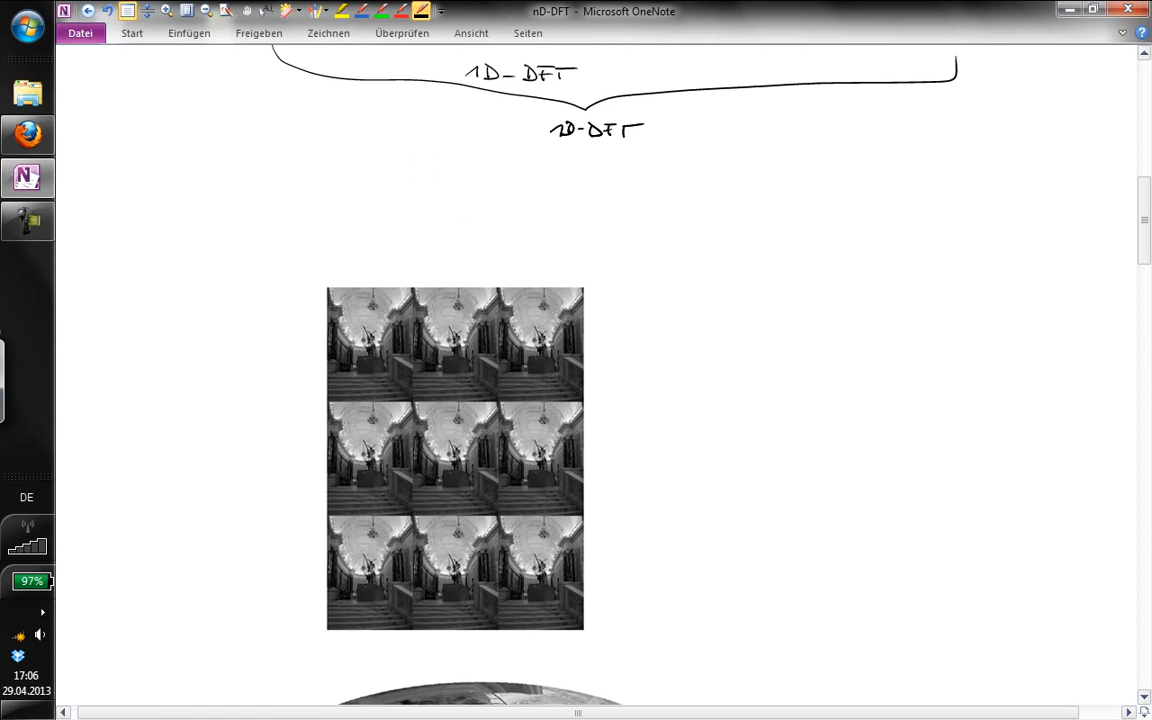 nD-DFT - Microsoft OneNote
Datei Start Einfügen Freigeben Zeichnen Überprüfen Ansicht Seiten
1D-DFT
1D-DFT
DE
97%
17:06
29.04.2013